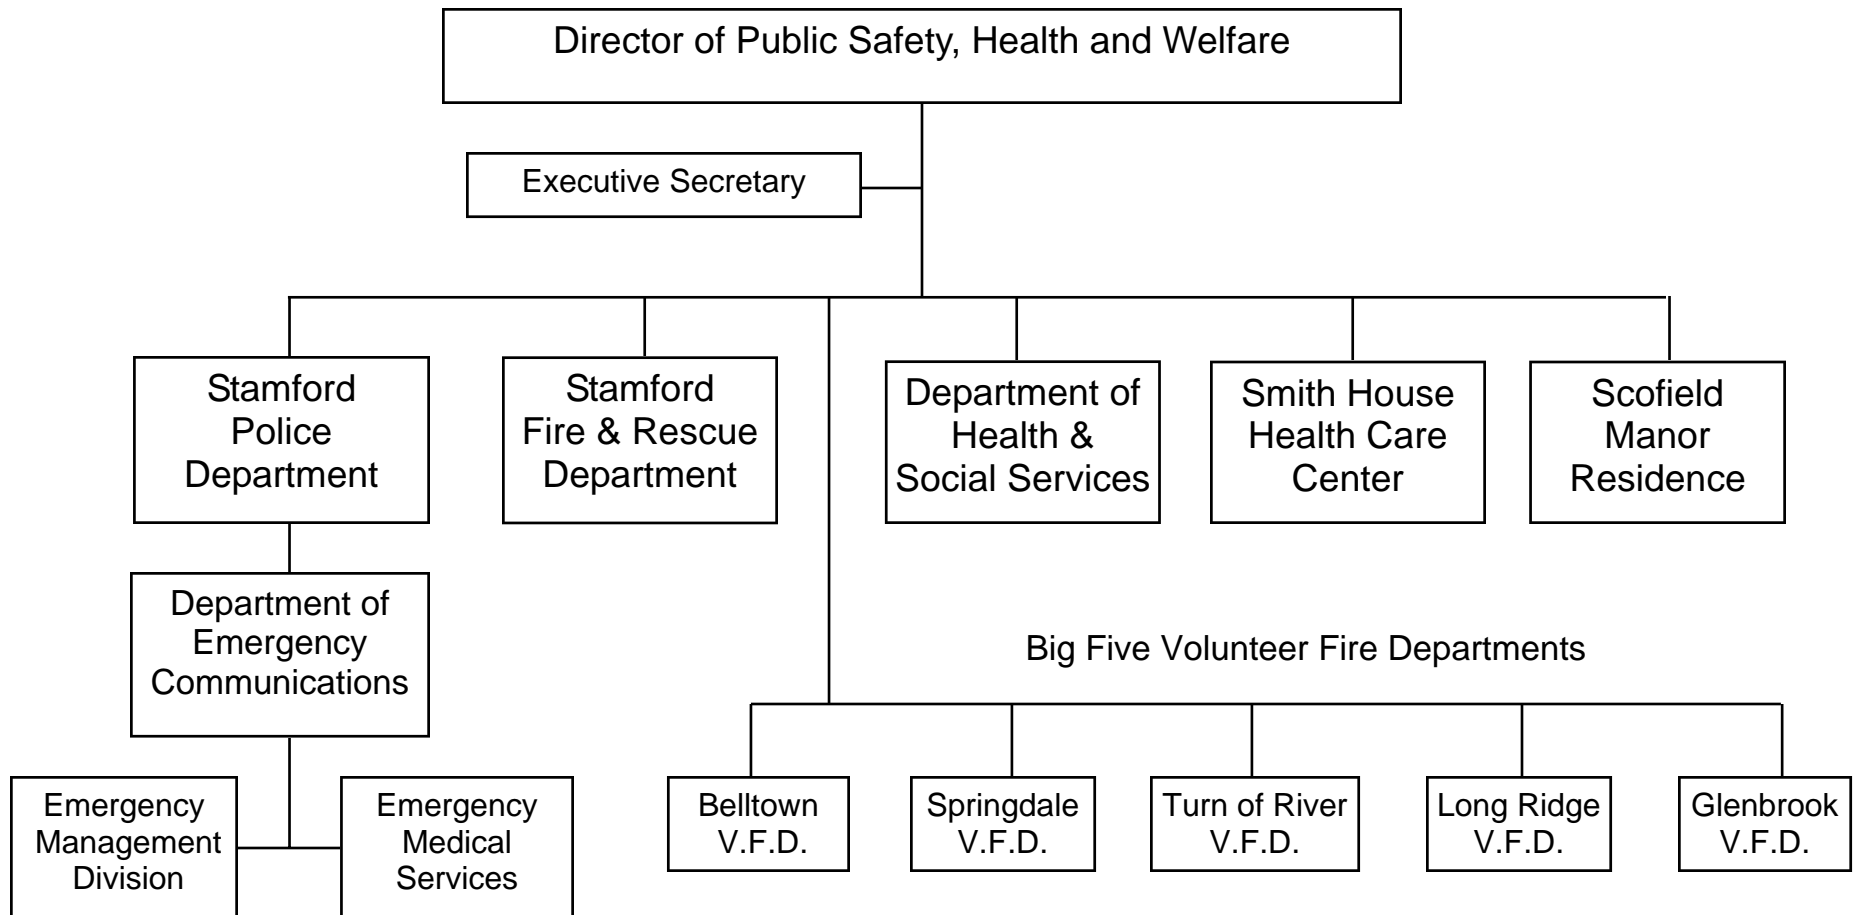 Director of Public Safety, Health and Welfare
Executive Secretary
Stamford
Police
Department
Stamford
Fire & Rescue
Department
Department of
Health &
Social Services
Smith House
Health Care
Center
Scofield
Manor
Residence
Department of
Emergency
Communications
Big Five Volunteer Fire Departments
Emergency
Management
Division
Emergency
Medical
Services
Belltown
V.F.D.
Springdale
V.F.D.
Turn of River
V.F.D.
Long Ridge
V.F.D.
Glenbrook
V.F.D.